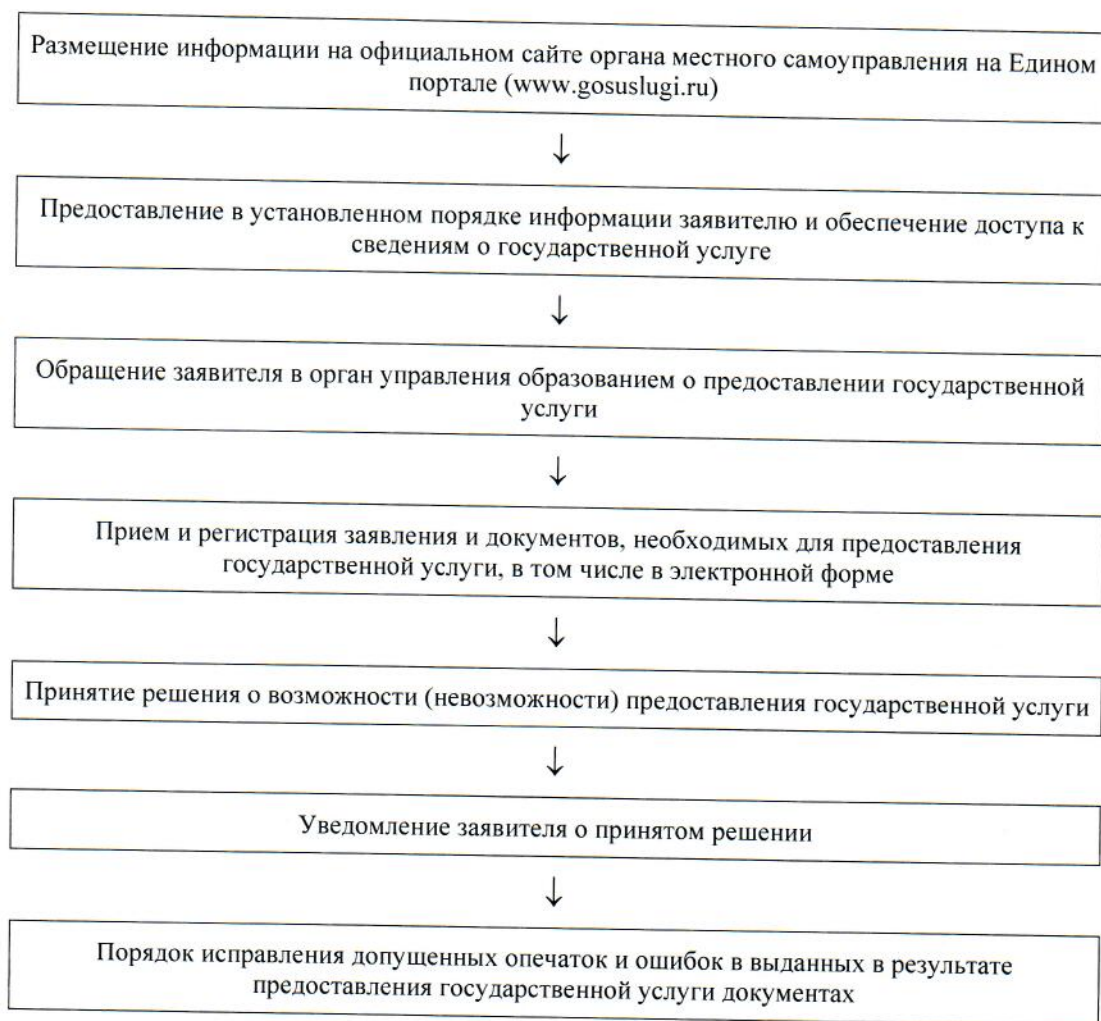 Размещение информации на официальном сайте органа местного самоуправления на Едином
портале (www.gosuslugi.ru)
↓
Предоставление в установленном порядке информации заявителю и обеспечение доступа к
сведениям о государственной услуге
↓
Обращение заявителя в орган управления образованием о предоставлении государственной
услуги
↓
Прием и регистрация заявления и документов, необходимых для предоставления
государственной услуги, в том числе в электронной форме
↓
Принятие решения о возможности (невозможности) предоставления государственной услуги
↓
Уведомление заявителя о принятом решении
↓
Порядок исправления допущенных опечаток и ошибок в выданных в результате
предоставления государственной услуги документах